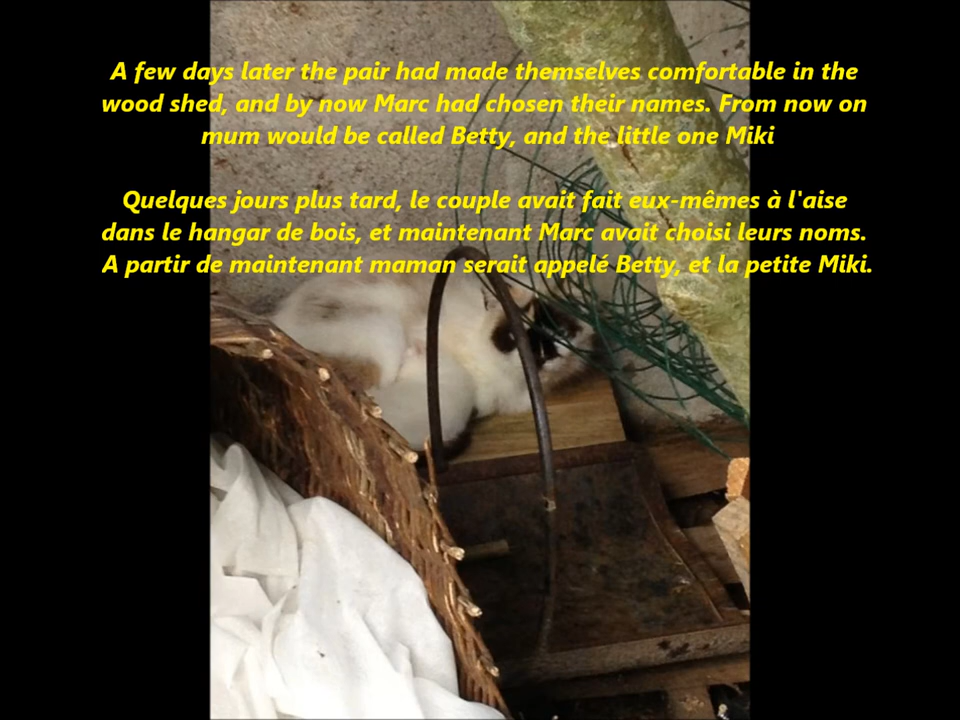 A few days later the pair had made themselves comfortable in the
wood shed, and by now Marc had chosen their names. From now on
mum would be called Betty, and the little one Miki
Quelques jours plus tard, le couple avait fait eux-mêmes à l'aise
dans le hangar de bois, et maintenant Marc avait choisi leurs noms.
A partir de maintenant maman serait appelé Betty, et la petite Miki.